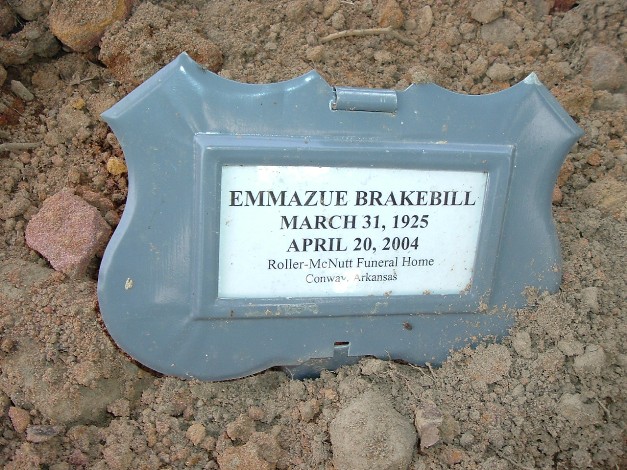 EMMAZUE BRAKEBILL
MARCH 31, 1925
APRIL 20, 2004
Roller-McNutt Funeral Home
Conway, Arkansas